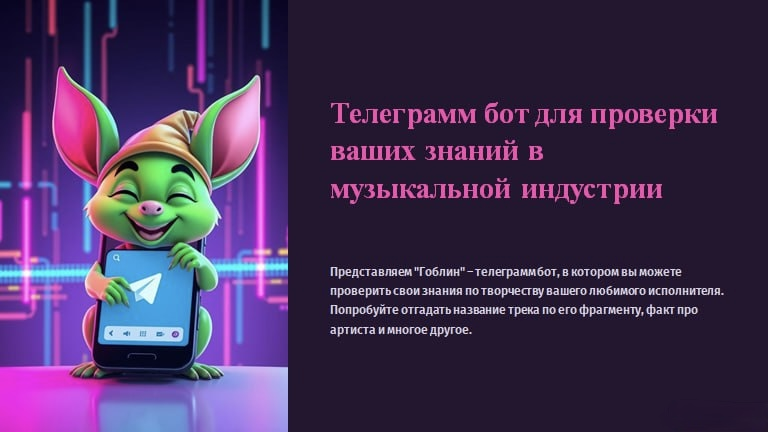 Телеграмм бот для проверки
ваших знаний в
музыкальной индустрии
Представляем "Гоблин" – телеграмм бот, в котором вы можете
проверить свои знания по творчеству вашего любимого исполнителя.
Попробуйте отгадать название трека по его фрагменту, факт про
артиста и многое другое.